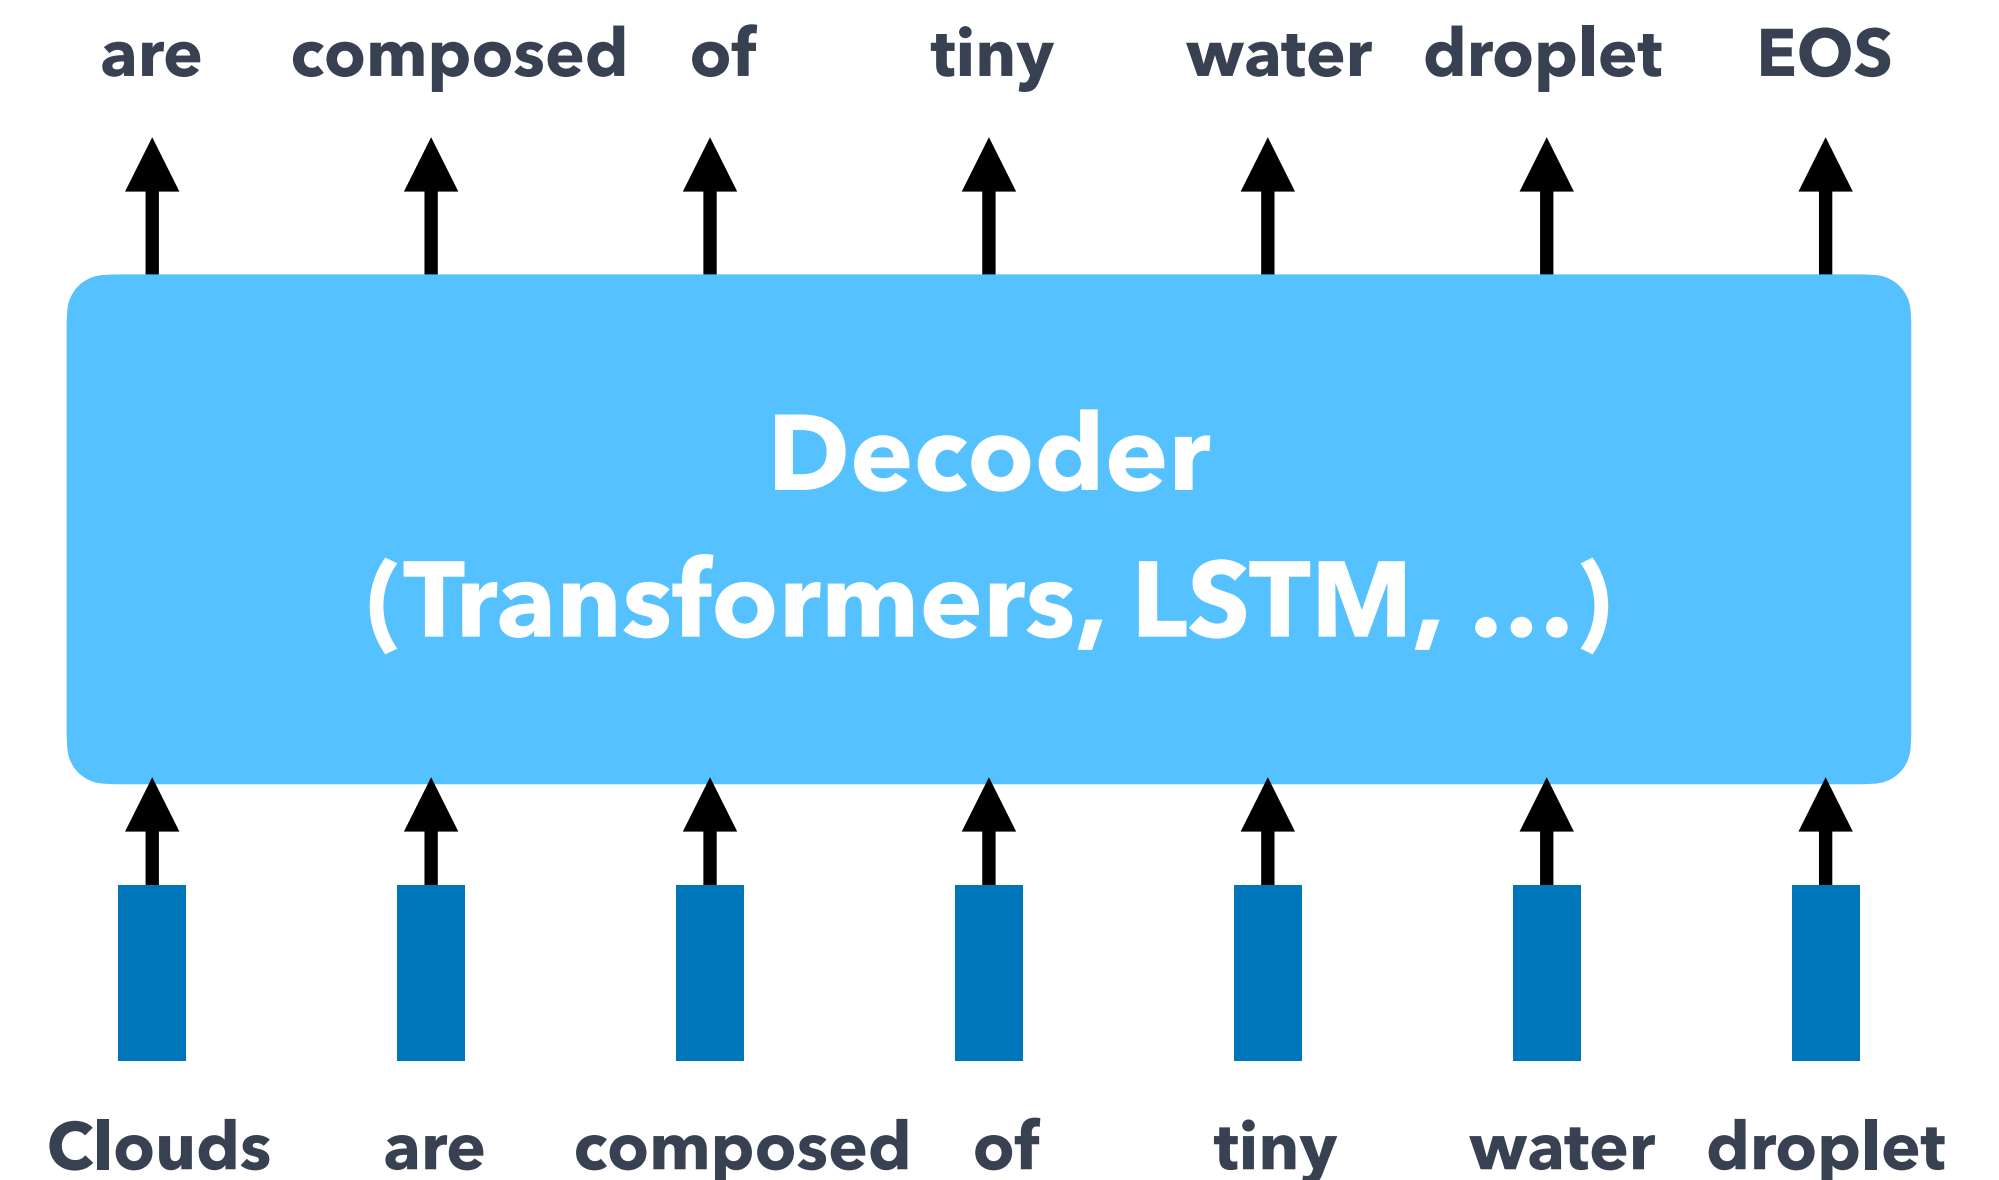 are composed of tiny water droplet EOS
Decoder
(Transformers, LSTM, ...)
Clouds are composed of tiny water droplet